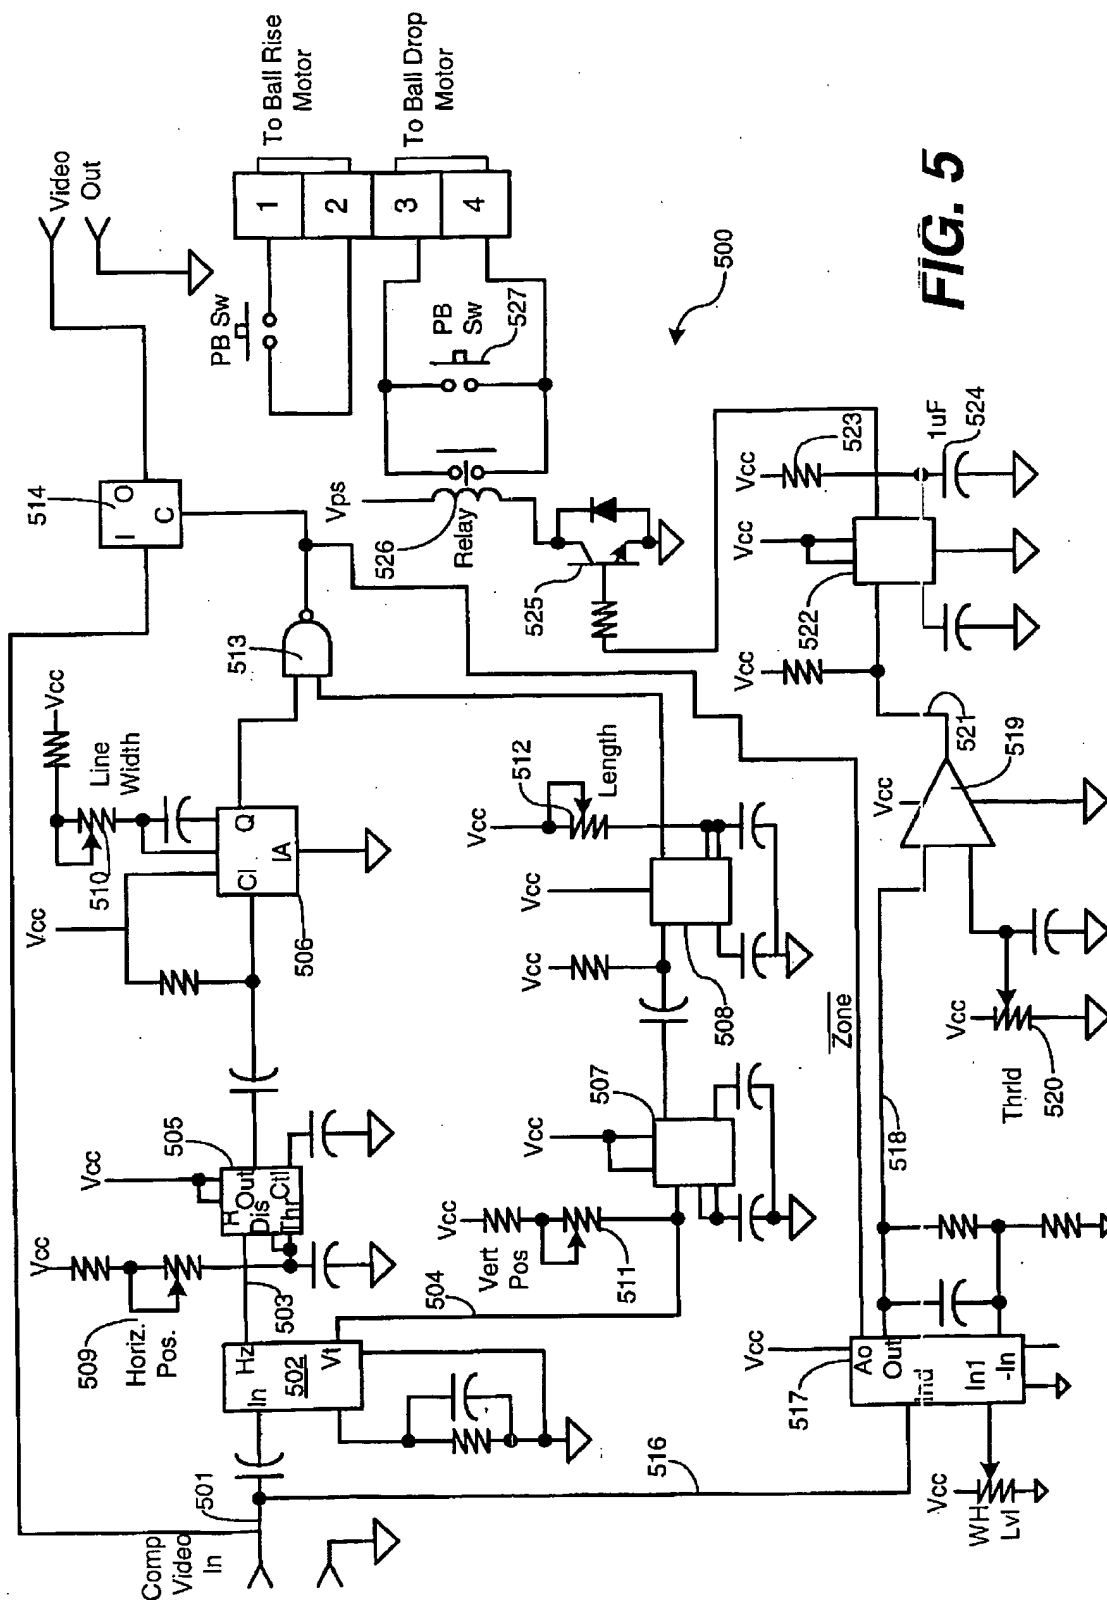 Comp
Video
In
501
502
In
Hz
Vt
503
504
509
Horiz.
Pos.
Vcc
Vcc
505
R
Out
Dis
Thr
Ctl
Vcc
506
Cl
Q
IA
510
Line
Width
Vcc
513
514
I
O
C
Video
Out
PB Sw
1
2
3
4
To Ball Rise
Motor
To Ball Drop
Motor
Vcc
Vert
Pos
511
Vcc
507
Vcc
Vcc
508
Vcc
512
Length
Vps
526
Relay
525
PB
Sw
527
500
516
Zone
517
Vcc
Ao
Out
In1
-In
Vcc
WH
Lvl
518
Vcc
Thrld
520
Vcc
519
521
Vcc
522
Vcc
Vcc
523
1uF
524
FIG. 5